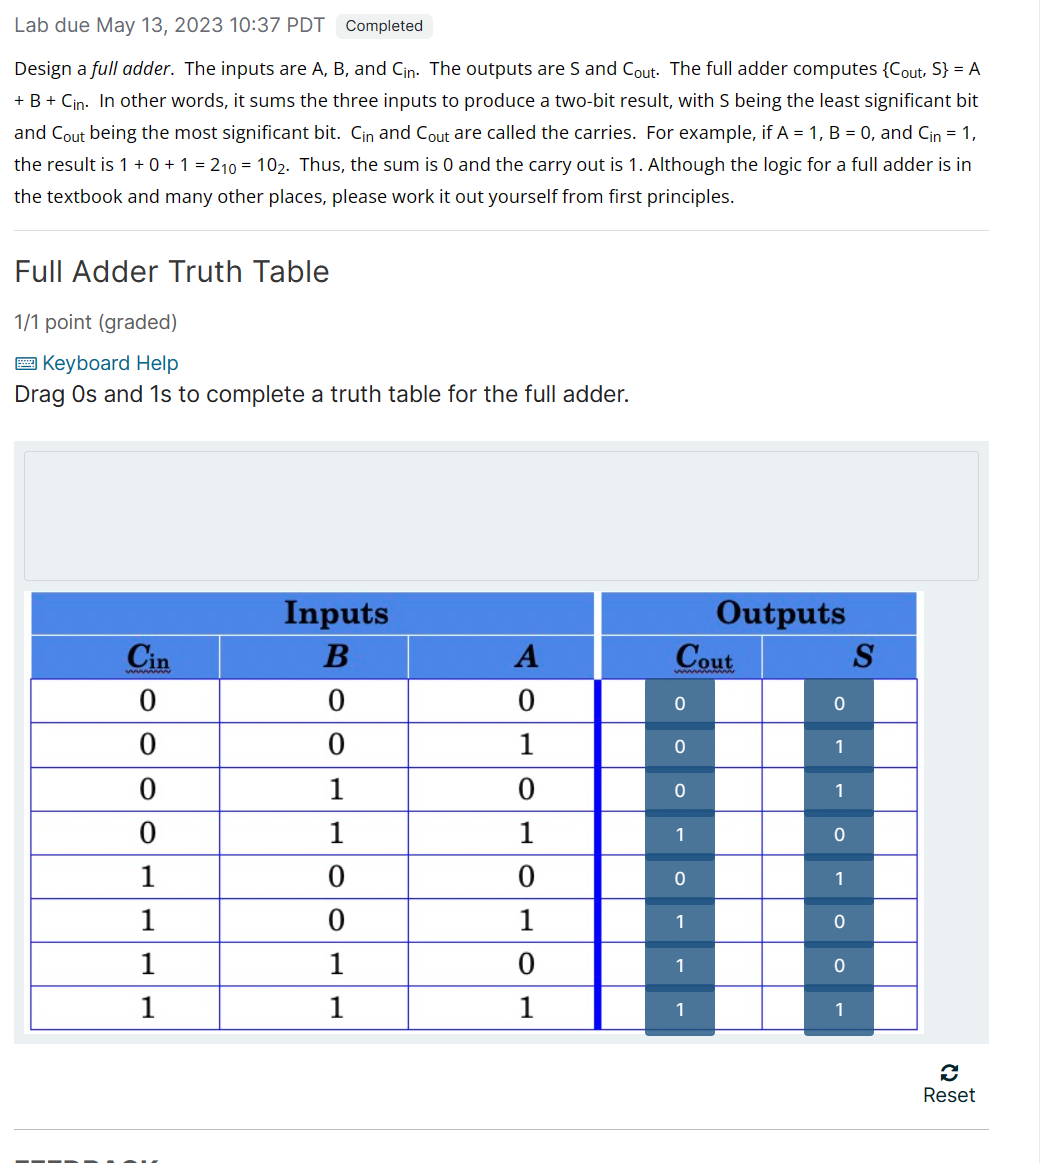 Lab due May 13, 2023 10:37 PDT Completed
Design a full adder. The inputs are A, B, and Cin. The outputs are S and Cout. The full adder computes {Cout, S} = A
+ B + Cin. In other words, it sums the three inputs to produce a two-bit result, with S being the least significant bit
and Cout being the most significant bit. Cin and Cout are called the carries. For example, if A = 1, B = 0, and Cin = 1,
the result is 1 + 0 + 1 = 210 = 102. Thus, the sum is 0 and the carry out is 1. Although the logic for a full adder is in
the textbook and many other places, please work it out yourself from first principles.
Full Adder Truth Table
1/1 point (graded)
Keyboard Help
Drag 0s and 1s to complete a truth table for the full adder.
Inputs Outputs
Cin B A Cout S
0 0 0 0 0
0 0 1 0 1
0 1 0 0 1
0 1 1 1 0
1 0 0 0 1
1 0 1 1 0
1 1 0 1 0
1 1 1 1 1
Reset